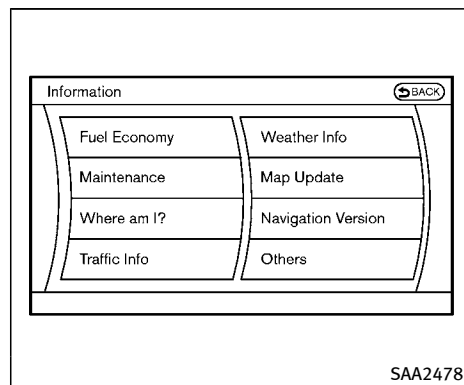 Information
BACK
Fuel Economy
Weather Info
Maintenance
Map Update
Where am I?
Navigation Version
Traffic Info
Others
SAA2478